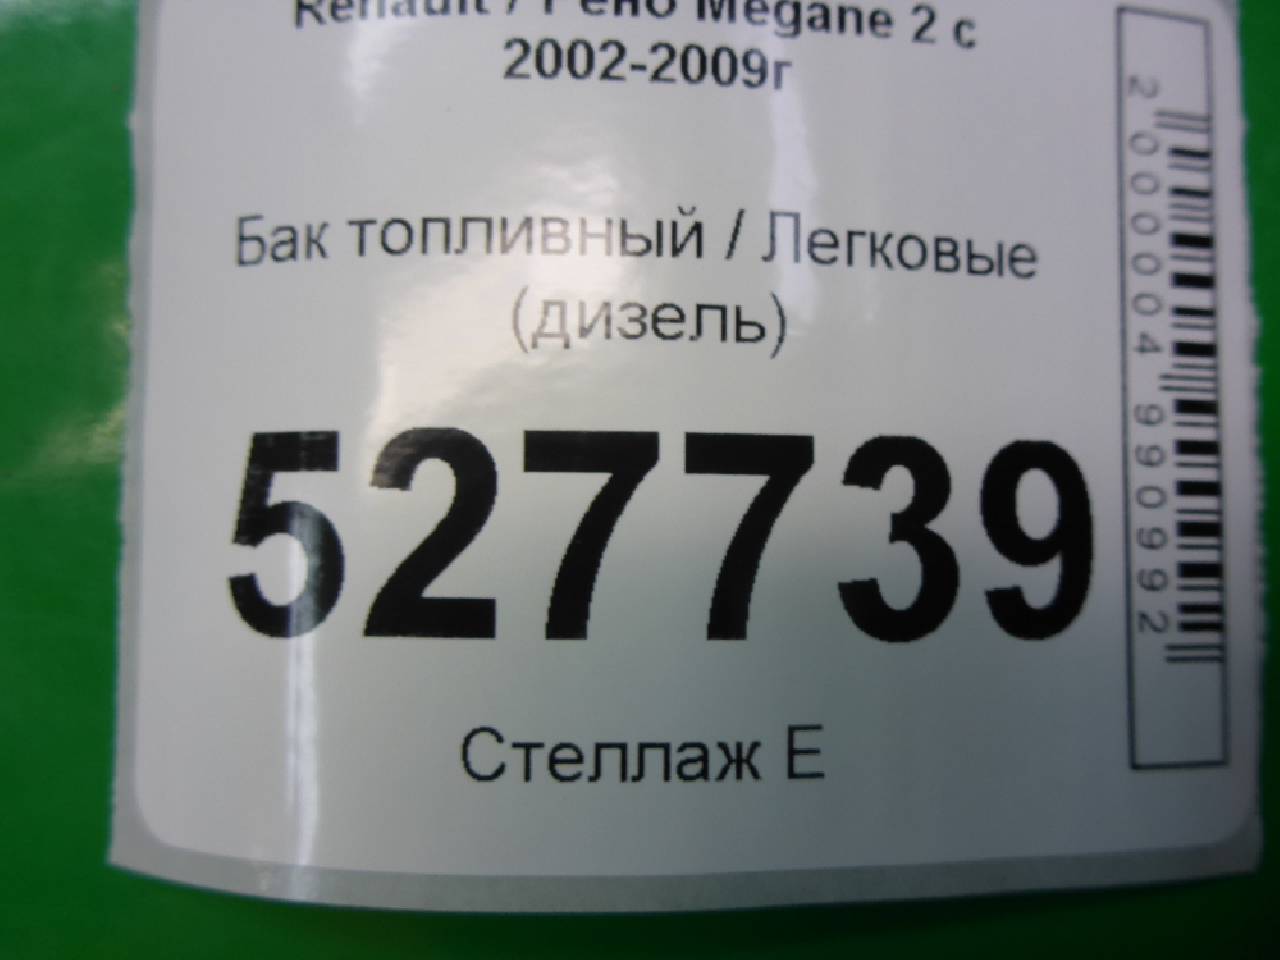 Renault / Рено Megane 2 с
2002-2009г
Бак топливный / Легковые
(дизель)
527739
Стеллаж Е
2000004990992